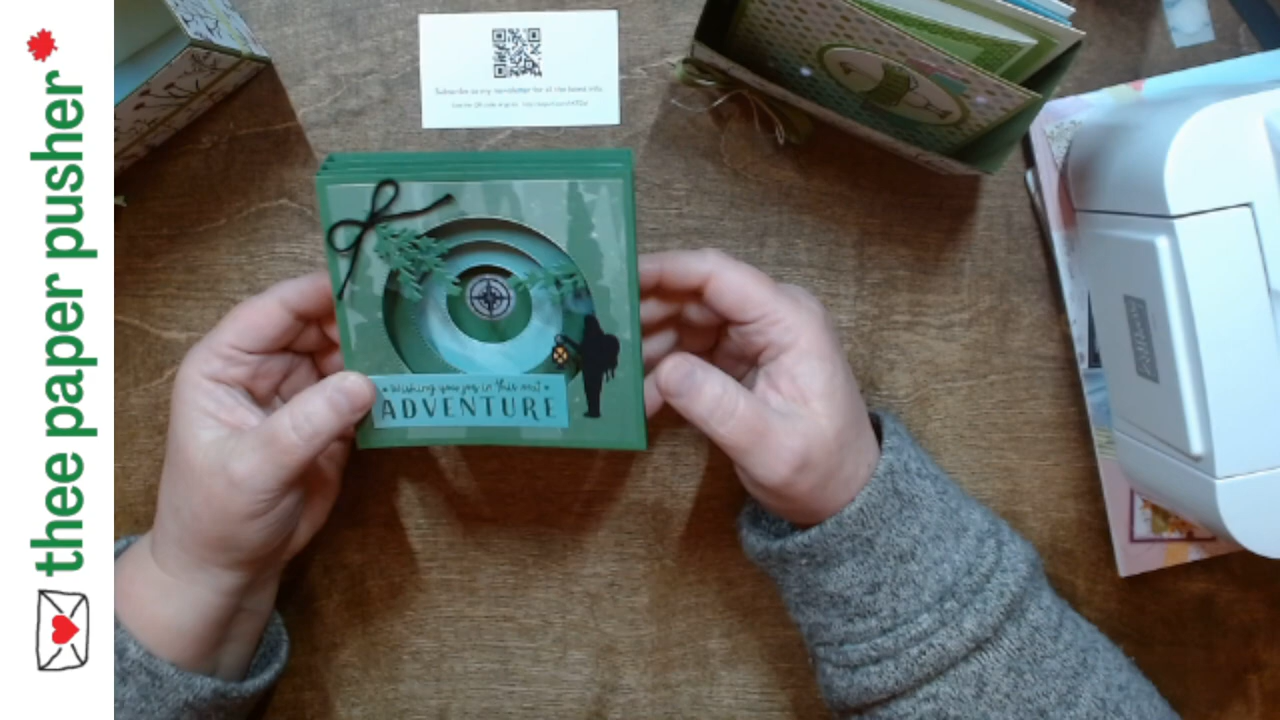 thee paper pusher
Subscribe to my newsletter for all the latest info
wishing you joy in this next
ADVENTURE